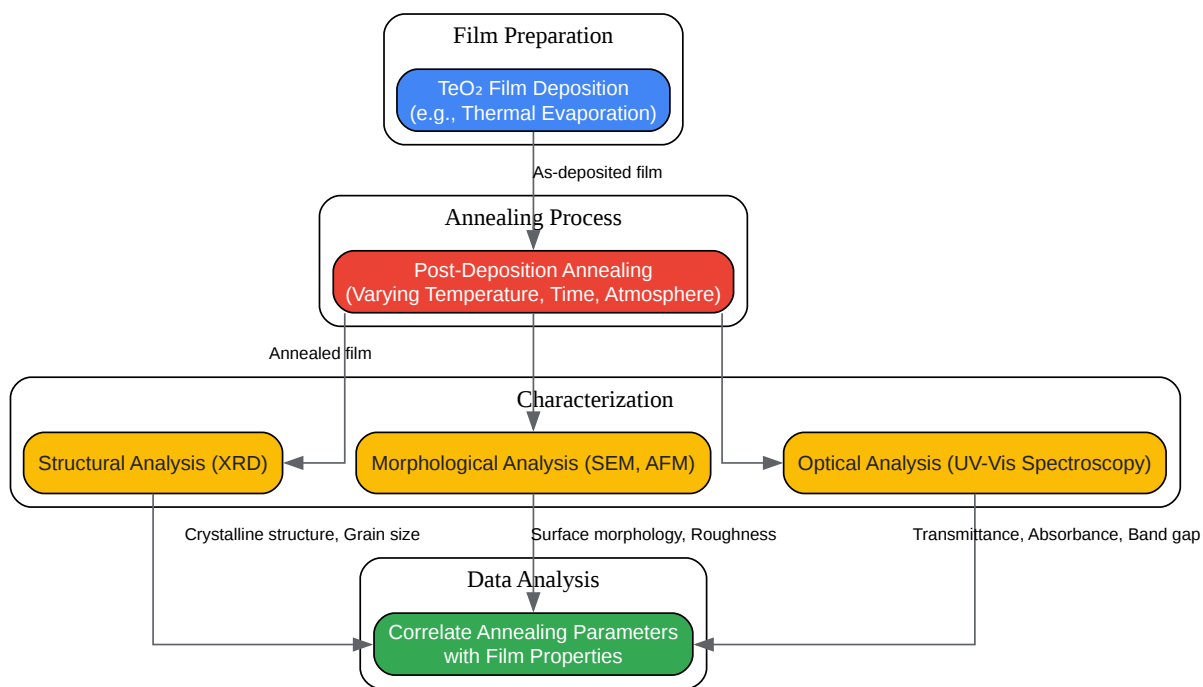 Film Preparation
TeO₂ Film Deposition
(e.g., Thermal Evaporation)
As-deposited film
Annealing Process
Post-Deposition Annealing
(Varying Temperature, Time, Atmosphere)
Annealed film
Characterization
Structural Analysis (XRD)
Morphological Analysis (SEM, AFM)
Optical Analysis (UV-Vis Spectroscopy)
Crystalline structure, Grain size
Surface morphology, Roughness
Transmittance, Absorbance, Band gap
Data Analysis
Correlate Annealing Parameters
with Film Properties